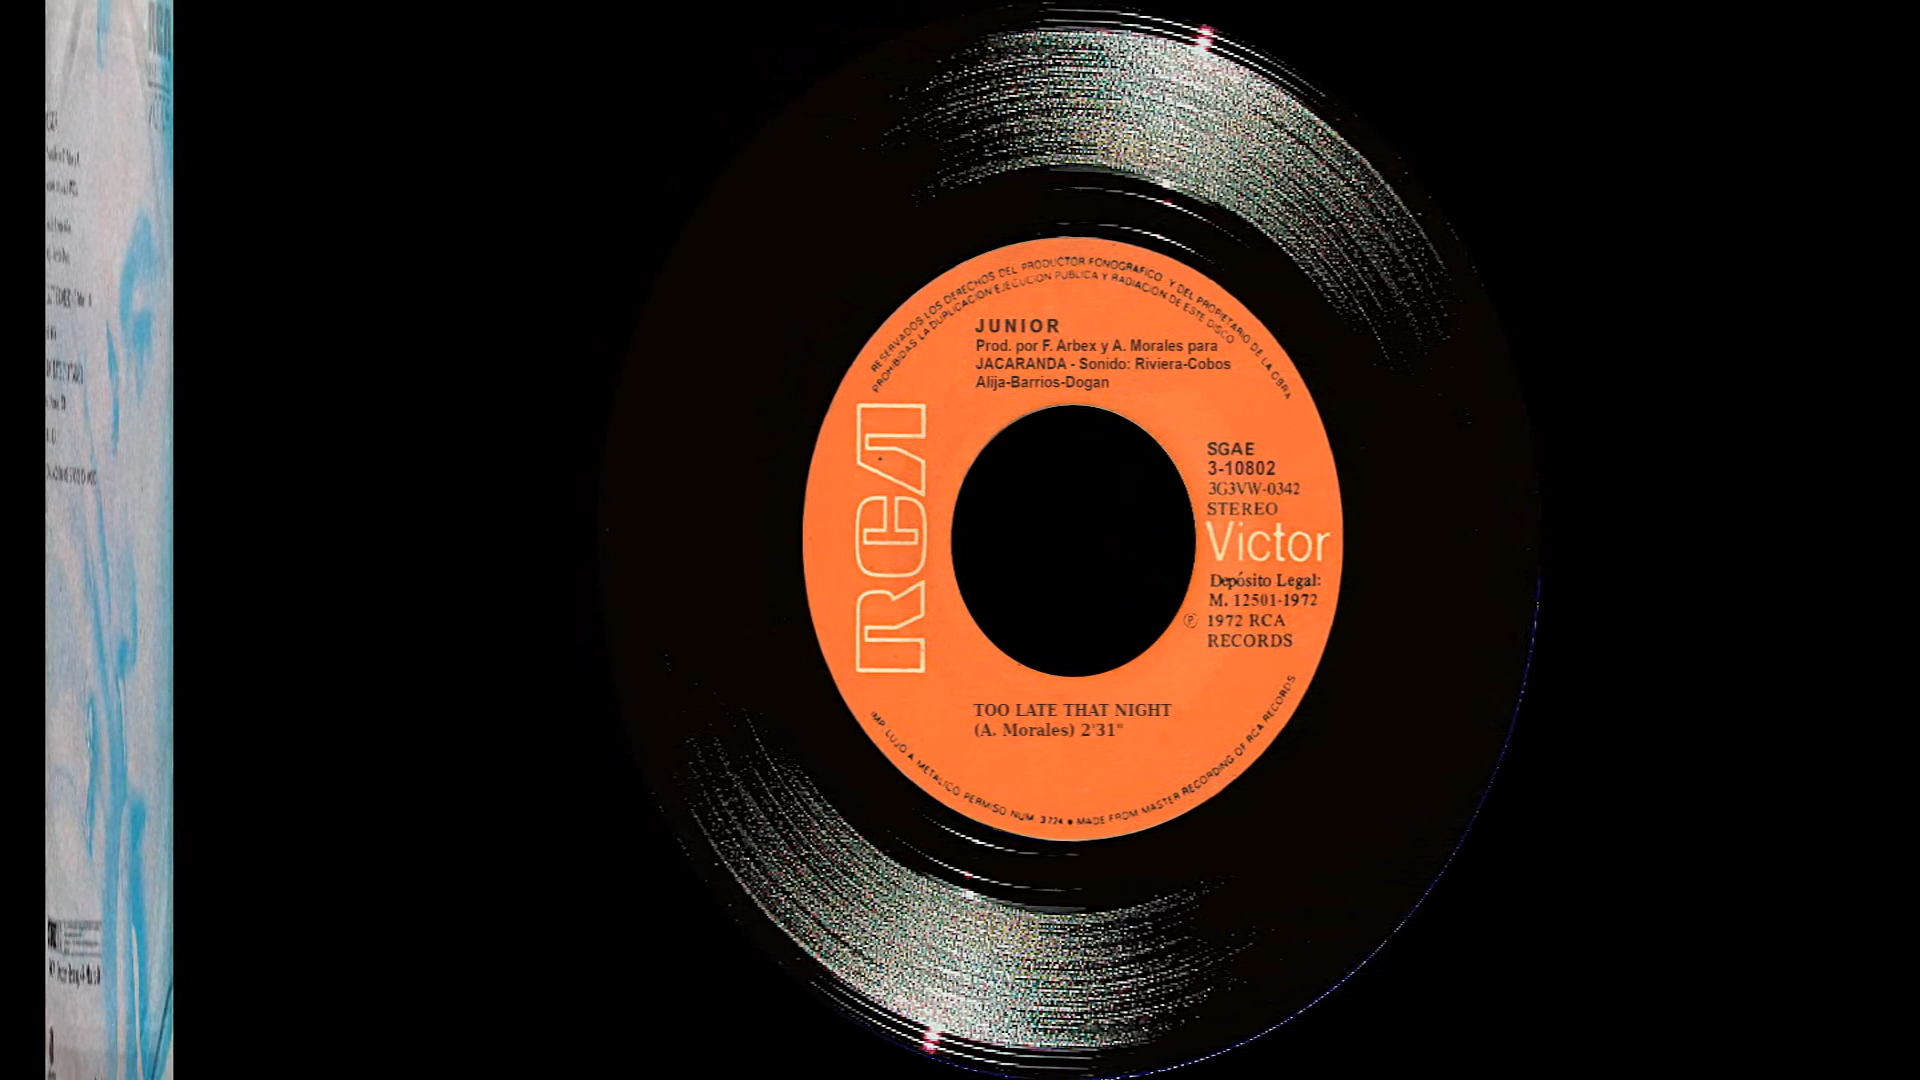 RESERVADOS LOS DERECHOS DEL PRODUCTOR FONOGRAFICO Y DEL PROPIETARIO DE LA OBRA
PROHIBIDAS LA DUPLICACION EJECUCION PUBLICA Y RADIACION DE ESTE DISCO
JUNIOR
Prod. por F. Arbex y A. Morales para
JACARANDA - Sonido: Riviera-Cobos
Alija-Barrios-Dogan
RCA
SGAE
3-10802
3G3VW-0342
STEREO
Victor
Depósito Legal:
M. 12501-1972
℗ 1972 RCA
RECORDS
TOO LATE THAT NIGHT
(A. Morales) 2'31"
IMP. LUJO A. METALICO PERMISO NUM. 3724 • MADE FROM MASTER RECORDING OF RCA RECORDS